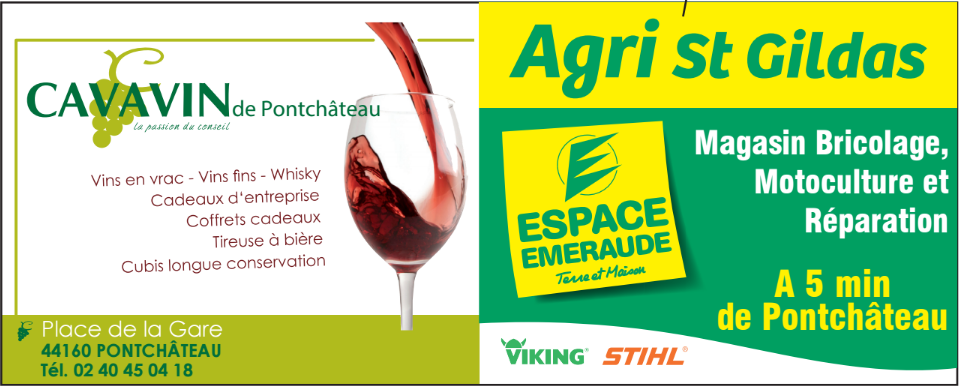 CAVAVIN de Pontchâteau
la passion du conseil
Vins en vrac - Vins fins - Whisky
Cadeaux d'entreprise
Coffrets cadeaux
Tireuse à bière
Cubis longue conservation
Place de la Gare
44160 PONTCHÂTEAU
Tél. 02 40 45 04 18
Agri St Gildas
ESPACE
EMERAUDE
Terre et Maison
Magasin Bricolage,
Motoculture et
Réparation
A 5 min
de Pontchâteau
VIKING®
STIHL®